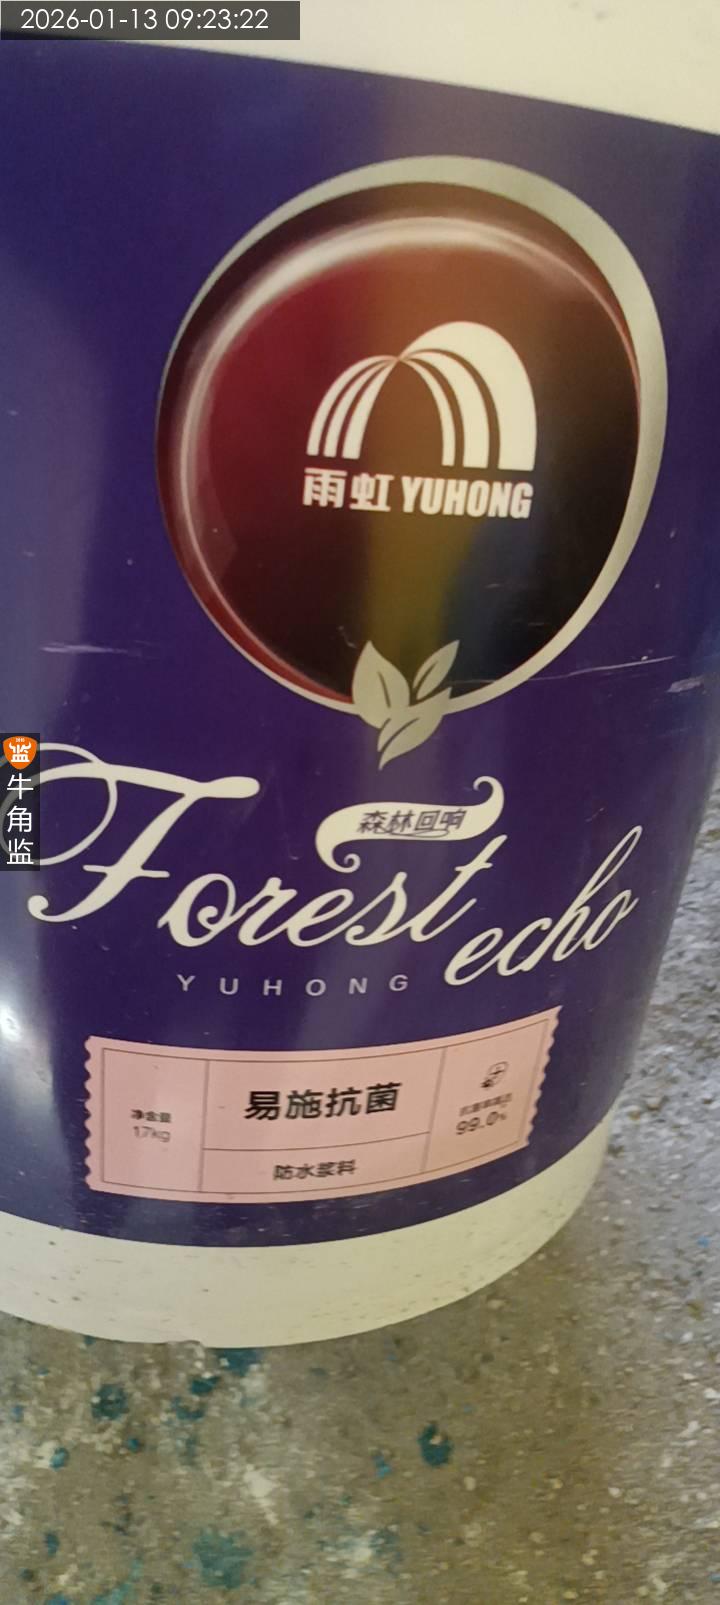 2026-01-13 09:23:22
雨虹 YUHONG
监
牛角监
森林回响
Forest echo
YUHONG
易施抗菌
净含量
17kg
99.0%
防水浆料